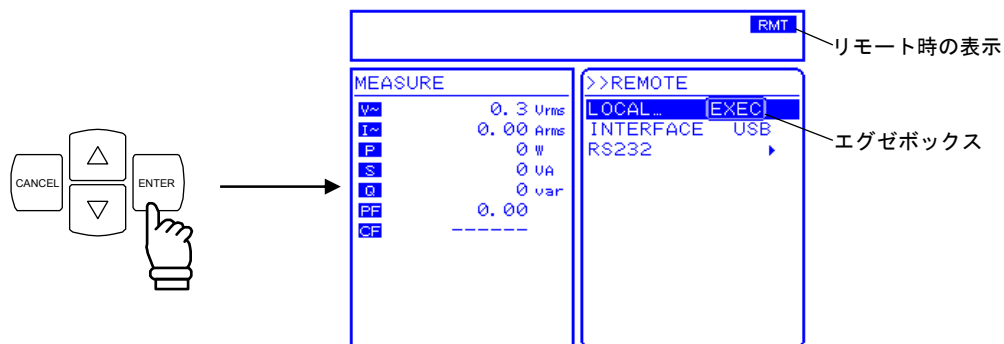 RMT
リモート時の表示
MEASURE
V~ 0.3 Vrms
I~ 0.00 Arms
P 0 W
S 0 VA
Q 0 var
PF 0.00
CF ------
>>REMOTE
LOCAL… EXEC
INTERFACE USB
RS232
エグゼボックス
CANCEL
ENTER